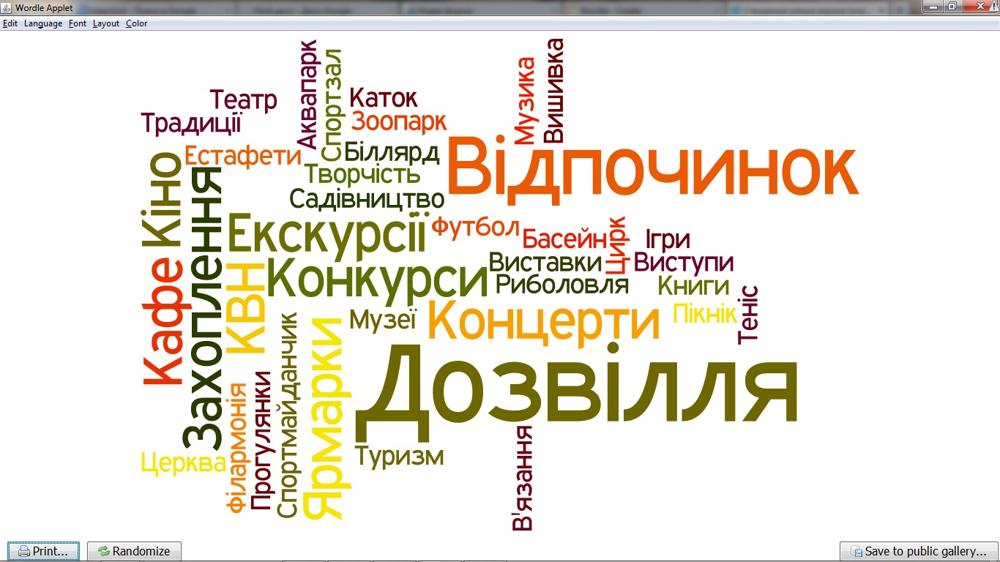 Wordle Applet
Edit Language Font Layout Color
Аквапарк
Спортзал
Музика
Вишивка
Театр
Каток
Традиції
Зоопарк
Естафети
Білляρд
Відпочинок
Творчість
Садівництво
Кіно
Захоплення
Екскурсії
Футбол
Басейн
Цирк
Ігри
Кафе
КВН
Конкурси
Виставки
Виступи
Риболовля
Книги
Теніс
Музеї
Концерти
Пікнік
Спортмайданчик
Ярмарки
Дозвілля
Філармонія
Прогулянки
Церква
Туризм
В'язання
Print...
Randomize
Save to public gallery...